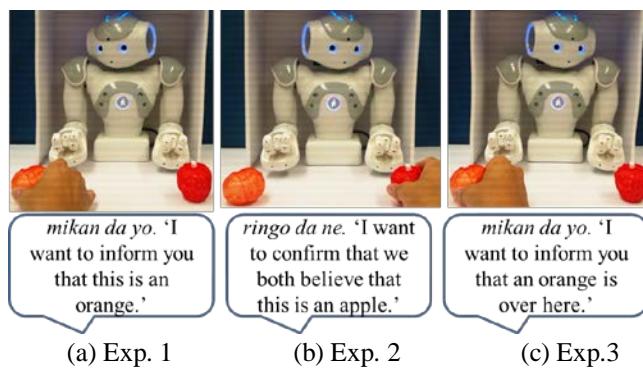 mikan da yo. ‘I
want to inform you
that this is an
orange.’
ringo da ne. ‘I want
to confirm that we
both believe that
this is an apple.’
mikan da yo. ‘I
want to inform you
that an orange is
over here.’
(a) Exp. 1
(b) Exp. 2
(c) Exp.3